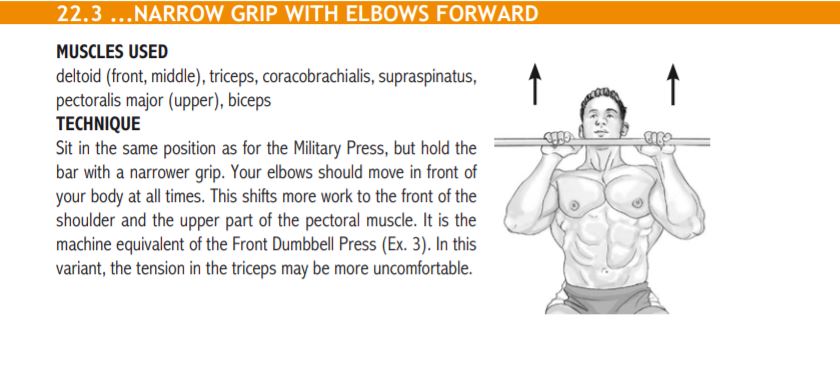 22.3 ...NARROW GRIP WITH ELBOWS FORWARD
MUSCLES USED
deltoid (front, middle), triceps, coracobrachialis, supraspinatus,
pectoralis major (upper), biceps
TECHNIQUE
Sit in the same position as for the Military Press, but hold the
bar with a narrower grip. Your elbows should move in front of
your body at all times. This shifts more work to the front of the
shoulder and the upper part of the pectoral muscle. It is the
machine equivalent of the Front Dumbbell Press (Ex. 3). In this
variant, the tension in the triceps may be more uncomfortable.